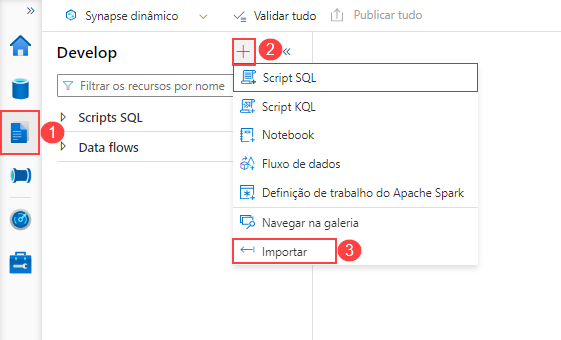 Synapse dinâmico
Validar tudo
Publicar tudo
Develop
2
Filtrar os recursos por nome
1
Scripts SQL
Data flows
Script SQL
Script KQL
Notebook
Fluxo de dados
Definição de trabalho do Apache Spark
Navegar na galeria
Importar
3